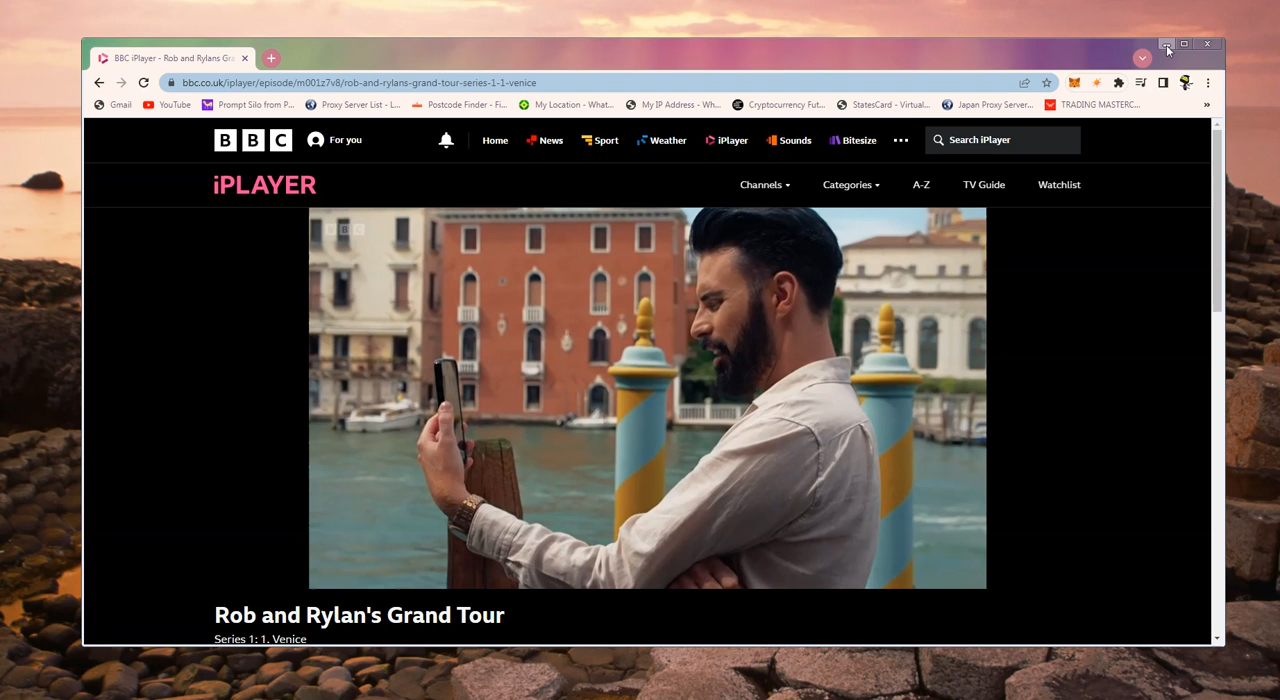 BBC iPlayer - Rob and Rylans Gra
bbc.co.uk/iplayer/episode/m001z7v8/rob-and-rylans-grand-tour-series-1-1-venice
Gmail YouTube Prompt Silo from P... Proxy Server List - L... Postcode Finder - Fi... My Location - What... My IP Address - Wh... Cryptocurrency Fut... StatesCard - Virtual... Japan Proxy Server... TRADING MASTERC... »
BBC For you Home News Sport Weather iPlayer Sounds Bitesize Search iPlayer
iPLAYER Channels Categories A-Z TV Guide Watchlist
BBC
Rob and Rylan's Grand Tour
Series 1: 1. Venice